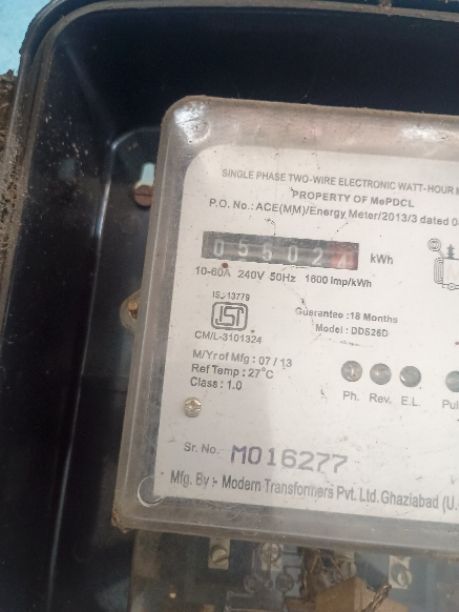 SINGLE PHASE TWO-WIRE ELECTRONIC WATT-HOUR
PROPERTY OF MePDCL
P.O. No.: ACE(MM)/Energy Meter/2013/3 dated
055024 kWh
10-60A 240V 50Hz 1600 Imp/kWh
IS:13779
ISI
CM/L-3101324
Guarantee :18 Months
Model : DDS26D
M/Yr of Mfg : 07 / 13
Ref Temp : 27°C
Class : 1.0
Ph. Rev. E.L.
Sr. No. M016277
Mfg. By :- Modern Transformers Pvt. Ltd. Ghaziabad (U.